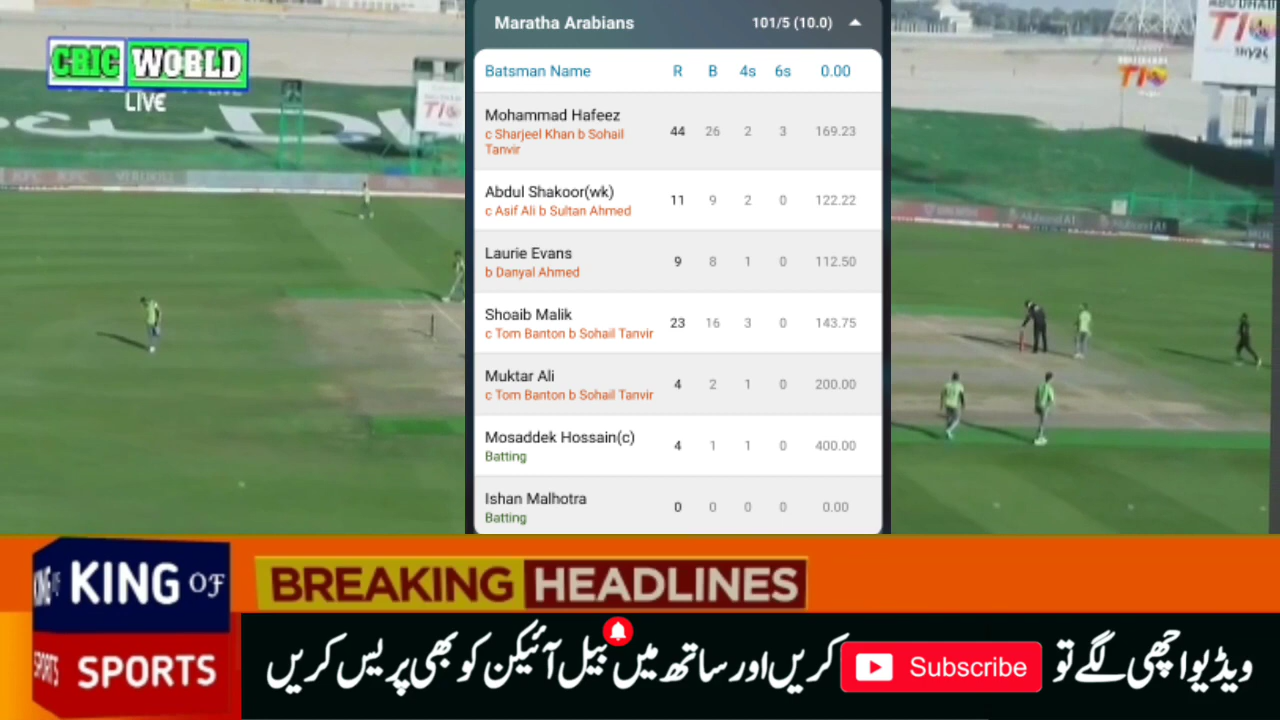 CRIC WORLD
LIVE
T10
Maratha Arabians 101/5 (10.0)
Batsman Name R B 4s 6s 0.00
Mohammad Hafeez 44 26 2 3 169.23
c Sharjeel Khan b Sohail
Tanvir
Abdul Shakoor(wk) 11 9 2 0 122.22
c Asif Ali b Sultan Ahmed
Laurie Evans 9 8 1 0 112.50
b Danyal Ahmed
Shoaib Malik 23 16 3 0 143.75
c Tom Banton b Sohail Tanvir
Muktar Ali 4 2 1 0 200.00
c Tom Banton b Sohail Tanvir
Mosaddek Hossain(c) 4 1 1 0 400.00
Batting
Ishan Malhotra 0 0 0 0 0.00
Batting
ABU DHABI
T10
T10
KING OF
SPORTS
BREAKING HEADLINES
ویڈیو اچھی لگے تو Subscribe کریں اور ساتھ میں بیل آئیکن کو بھی پریس کریں